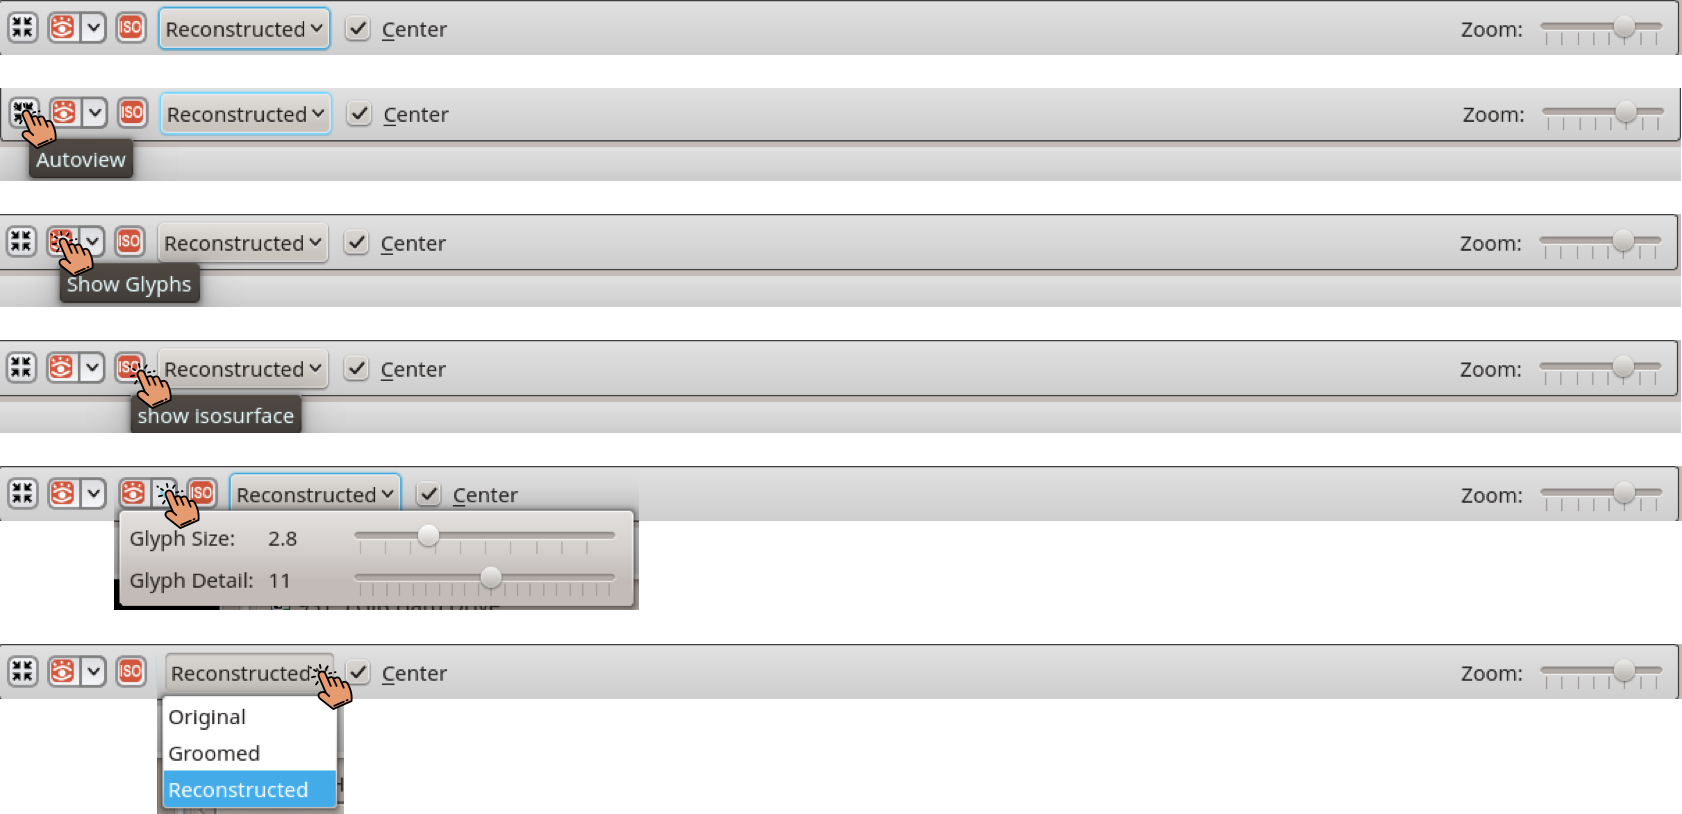 ISO Reconstructed Center Zoom:
ISO Reconstructed Center Zoom:
Autoview
ISO Reconstructed Center Zoom:
Show Glyphs
ISO Reconstructed Center Zoom:
show isosurface
ISO Reconstructed Center Zoom:
Glyph Size: 2.8
Glyph Detail: 11
ISO Reconstructed Center Zoom:
Original
Groomed
Reconstructed